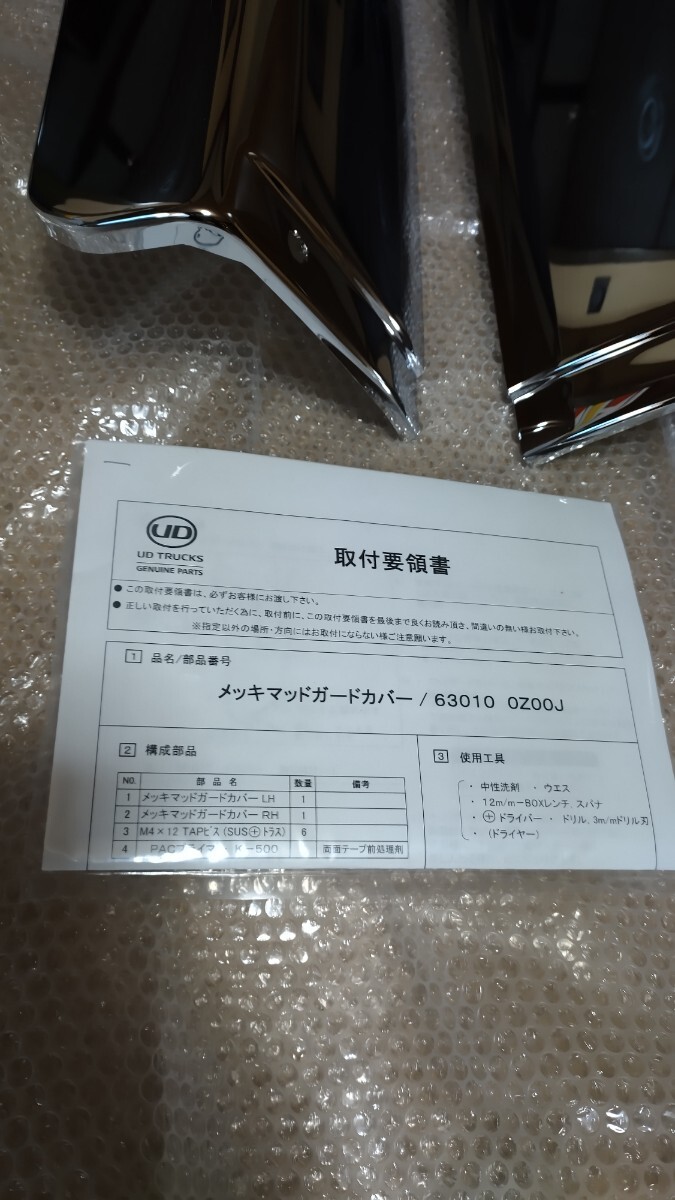 UD
UD TRUCKS
GENUINE PARTS
取付要領書
● この取付要領書は、必ずお客様にお渡し下さい。
● 正しい取付を行っていただく為に、取付前に、この取付要領書を最後まで良くお読み頂き、間違いの無い様お取付下さい。
※指定以外の場所・方向にはお取付にならない様ご注意願います。
1 品名/部品番号
メッキマッドガードカバー / 63010 0Z00J
2 構成部品
NO. 部品名 数量 備考
1 メッキマッドガードカバー LH 1
2 メッキマッドガードカバー RH 1
3 M4×12 TAPビス (SUS⊕トラス) 6
4 PACプライマー K-500 両面テープ前処理剤
3 使用工具
・ 中性洗剤 ・ ウエス
・ 12m/m-BOXレンチ, スパナ
・ ⊕ドライバー ・ ドリル, 3m/mドリル刃
・ (ドライヤー)